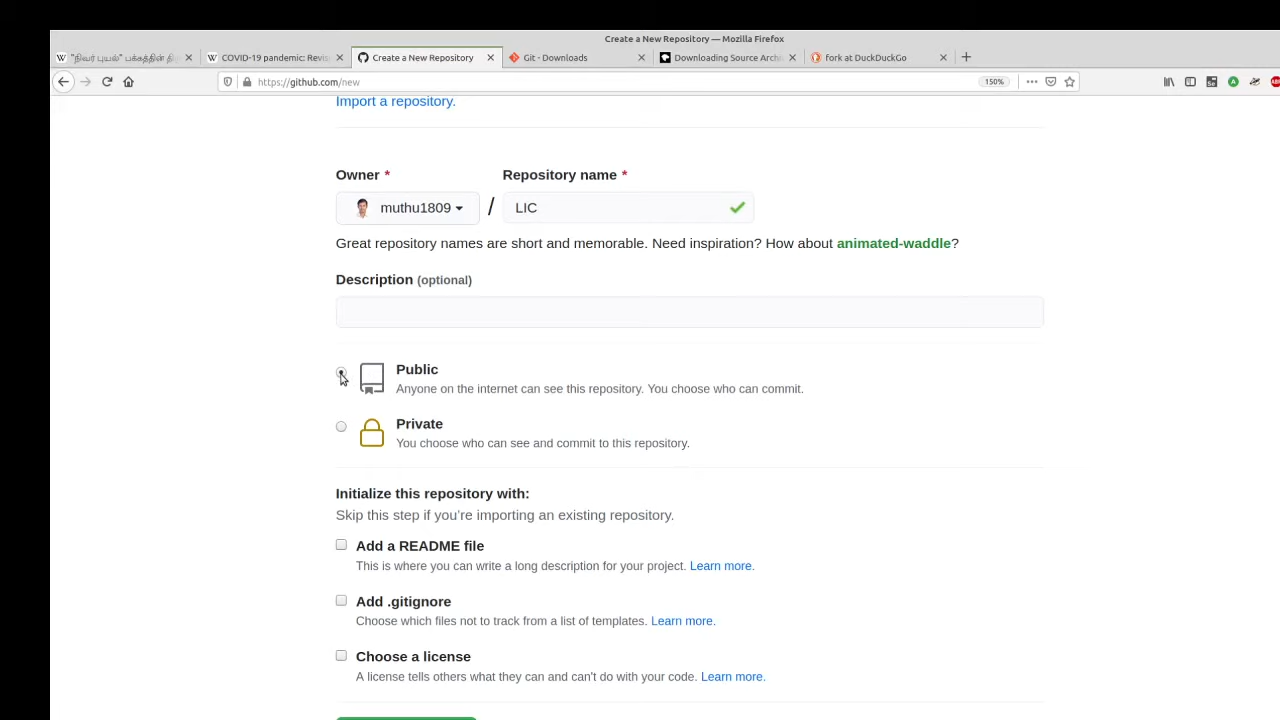 Create a New Repository — Mozilla Firefox
"நிவர் புயல்" பக்கத்தின் தி
COVID-19 pandemic: Revis
Create a New Repository
Git - Downloads
Downloading Source Archi
fork at DuckDuckGo
https://github.com/new
150%
Import a repository.
Owner *
Repository name *
muthu1809
/
LIC
Great repository names are short and memorable. Need inspiration? How about animated-waddle?
Description (optional)
Public
Anyone on the internet can see this repository. You choose who can commit.
Private
You choose who can see and commit to this repository.
Initialize this repository with:
Skip this step if you're importing an existing repository.
Add a README file
This is where you can write a long description for your project. Learn more.
Add .gitignore
Choose which files not to track from a list of templates. Learn more.
Choose a license
A license tells others what they can and can't do with your code. Learn more.